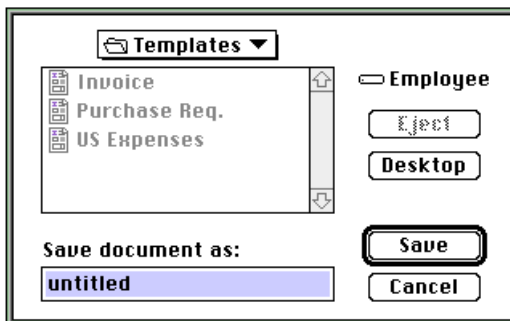 Templates
Invoice
Purchase Req.
US Expenses
Employee
Eject
Desktop
Save document as:
untitled
Save
Cancel